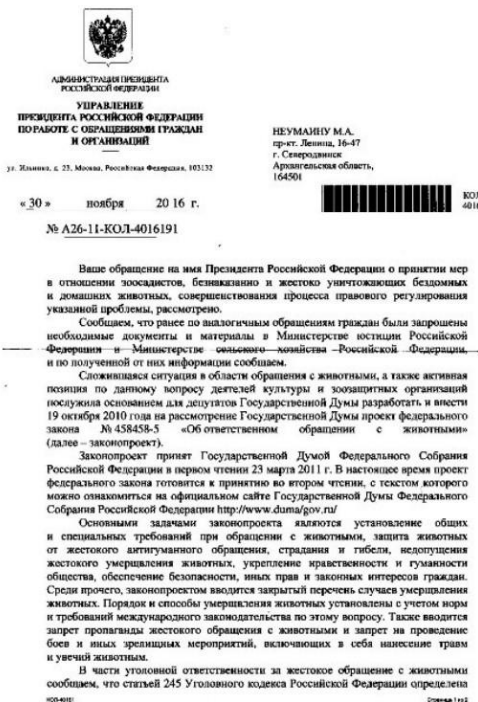 АДМИНИСТРАЦИЯ ПРЕЗИДЕНТА
РОССИЙСКОЙ ФЕДЕРАЦИИ
УПРАВЛЕНИЕ
ПРЕЗИДЕНТА РОССИЙСКОЙ ФЕДЕРАЦИИ
ПО РАБОТЕ С ОБРАЩЕНИЯМИ ГРАЖДАН
И ОРГАНИЗАЦИЙ
ул. Ильинка, д. 23, Москва, Российская Федерация, 103132
«30» ноября 2016 г.
№ А26-11-КОЛ-4016191
НЕУМАИНУ М.А.
пр-кт. Ленина, 16-47
г. Северодвинск
Архангельская область,
164501
КОЛ
Ваше обращение на имя Президента Российской Федерации о принятии мер
в отношении зоосадистов, безнаказанно и жестоко уничтожающих бездомных
и домашних животных, совершенствования процесса правового регулирования
указанной проблемы, рассмотрено.
Сообщаем, что ранее по аналогичным обращениям граждан были запрошены
необходимые документы и материалы в Министерстве юстиции Российской
Федерации и Министерстве сельского хозяйства Российской Федерации,
и по полученной от них информации сообщаем.
Сложившаяся ситуация в области обращения с животными, а также активная
позиция по данному вопросу деятелей культуры и зоозащитных организаций
послужила основанием для депутатов Государственной Думы разработать и внести
19 октября 2010 года на рассмотрение Государственной Думы проект федерального
закона № 458458-5 «Об ответственном обращении с животными»
(далее – законопроект).
Законопроект принят Государственной Думой Федерального Собрания
Российской Федерации в первом чтении 23 марта 2011 г. В настоящее время проект
федерального закона готовится к принятию во втором чтении, с текстом которого
можно ознакомиться на официальном сайте Государственной Думы Федерального
Собрания Российской Федерации http://www.duma/gov.ru/
Основными задачами законопроекта являются установление общих
и специальных требований при обращении с животными, защита животных
от жестокого антигуманного обращения, страдания и гибели, недопущения
жестокого умерщвления животных, укрепление нравственности и гуманности
общества, обеспечение безопасности, иных прав и законных интересов граждан.
Среди прочего, законопроектом вводится закрытый перечень случаев умерщвления
животных. Порядок и способы умерщвления животных установлены с учетом норм
и требований международного законодательства по этому вопросу. Также вводится
запрет пропаганды жестокого обращения с животными и запрет на проведение
боев и иных зрелищных мероприятий, включающих в себя нанесение травм
и увечий животным.
В части уголовной ответственности за жестокое обращение с животными
сообщаем, что статьей 245 Уголовного кодекса Российской Федерации определена
Страница 1 из 2